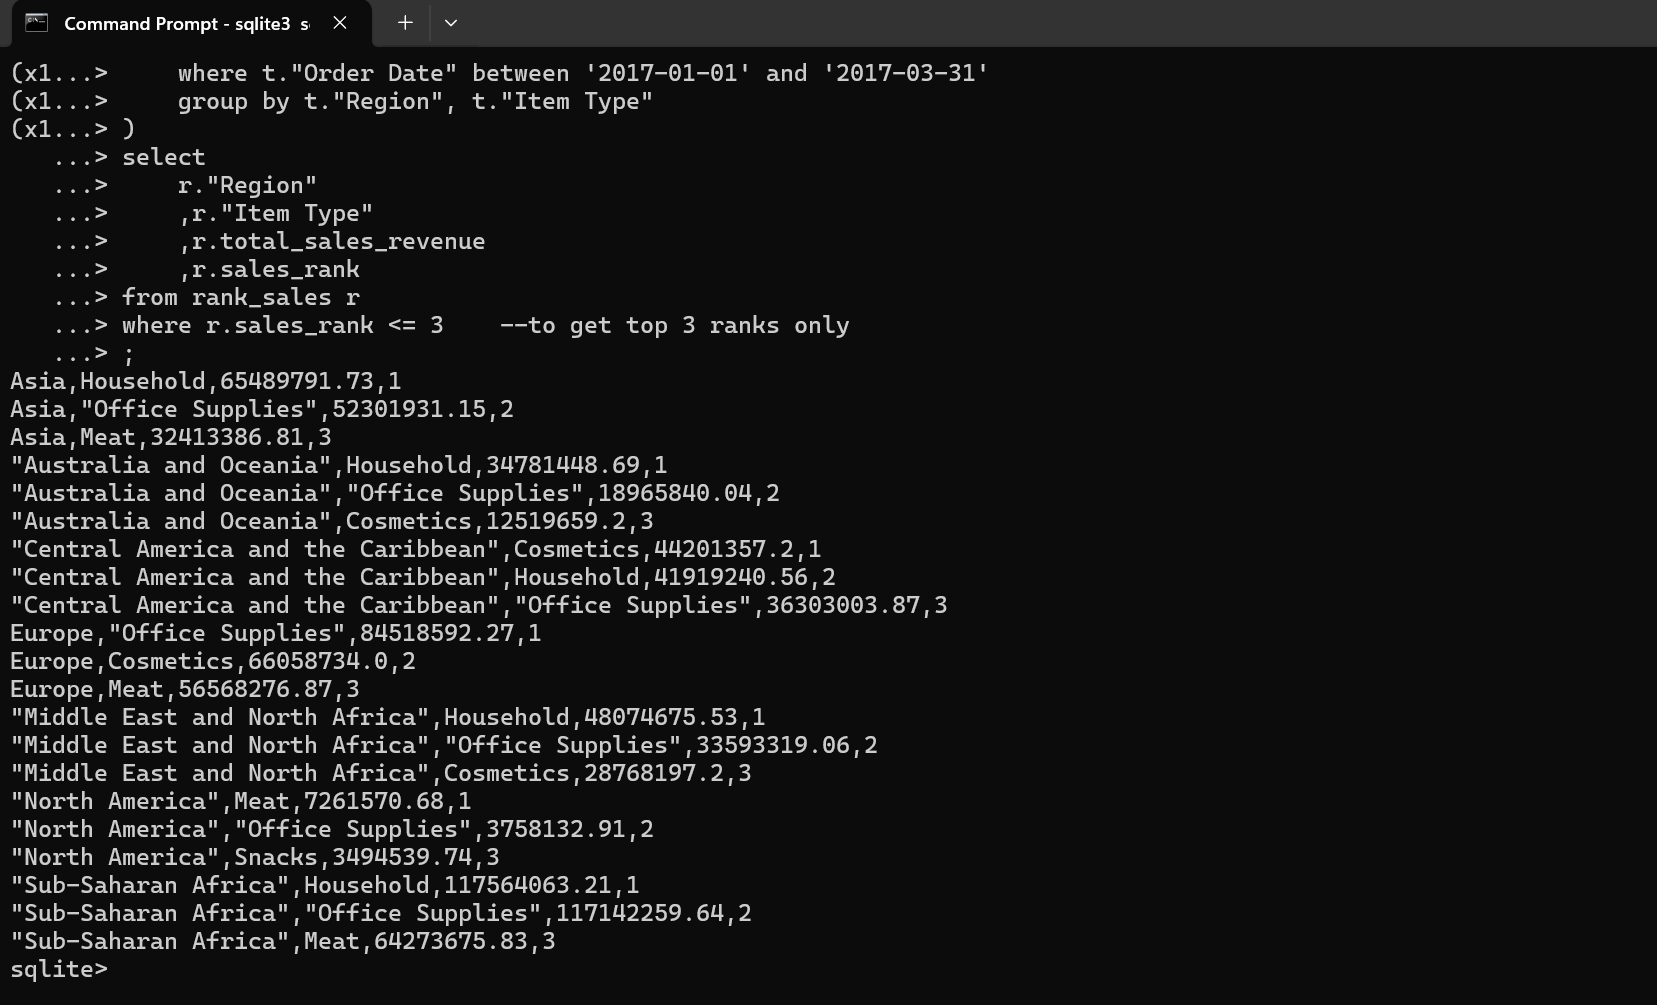 Command Prompt - sqlite3
(x1...>     where t."Order Date" between '2017-01-01' and '2017-03-31'
(x1...>     group by t."Region", t."Item Type"
(x1...> )
   ...> select
   ...>     r."Region"
   ...>     ,r."Item Type"
   ...>     ,r.total_sales_revenue
   ...>     ,r.sales_rank
   ...> from rank_sales r
   ...> where r.sales_rank <= 3    --to get top 3 ranks only
   ...> ;
Asia,Household,65489791.73,1
Asia,"Office Supplies",52301931.15,2
Asia,Meat,32413386.81,3
"Australia and Oceania",Household,34781448.69,1
"Australia and Oceania","Office Supplies",18965840.04,2
"Australia and Oceania",Cosmetics,12519659.2,3
"Central America and the Caribbean",Cosmetics,44201357.2,1
"Central America and the Caribbean",Household,41919240.56,2
"Central America and the Caribbean","Office Supplies",36303003.87,3
Europe,"Office Supplies",84518592.27,1
Europe,Cosmetics,66058734.0,2
Europe,Meat,56568276.87,3
"Middle East and North Africa",Household,48074675.53,1
"Middle East and North Africa","Office Supplies",33593319.06,2
"Middle East and North Africa",Cosmetics,28768197.2,3
"North America",Meat,7261570.68,1
"North America","Office Supplies",3758132.91,2
"North America",Snacks,3494539.74,3
"Sub-Saharan Africa",Household,117564063.21,1
"Sub-Saharan Africa","Office Supplies",117142259.64,2
"Sub-Saharan Africa",Meat,64273675.83,3
sqlite>